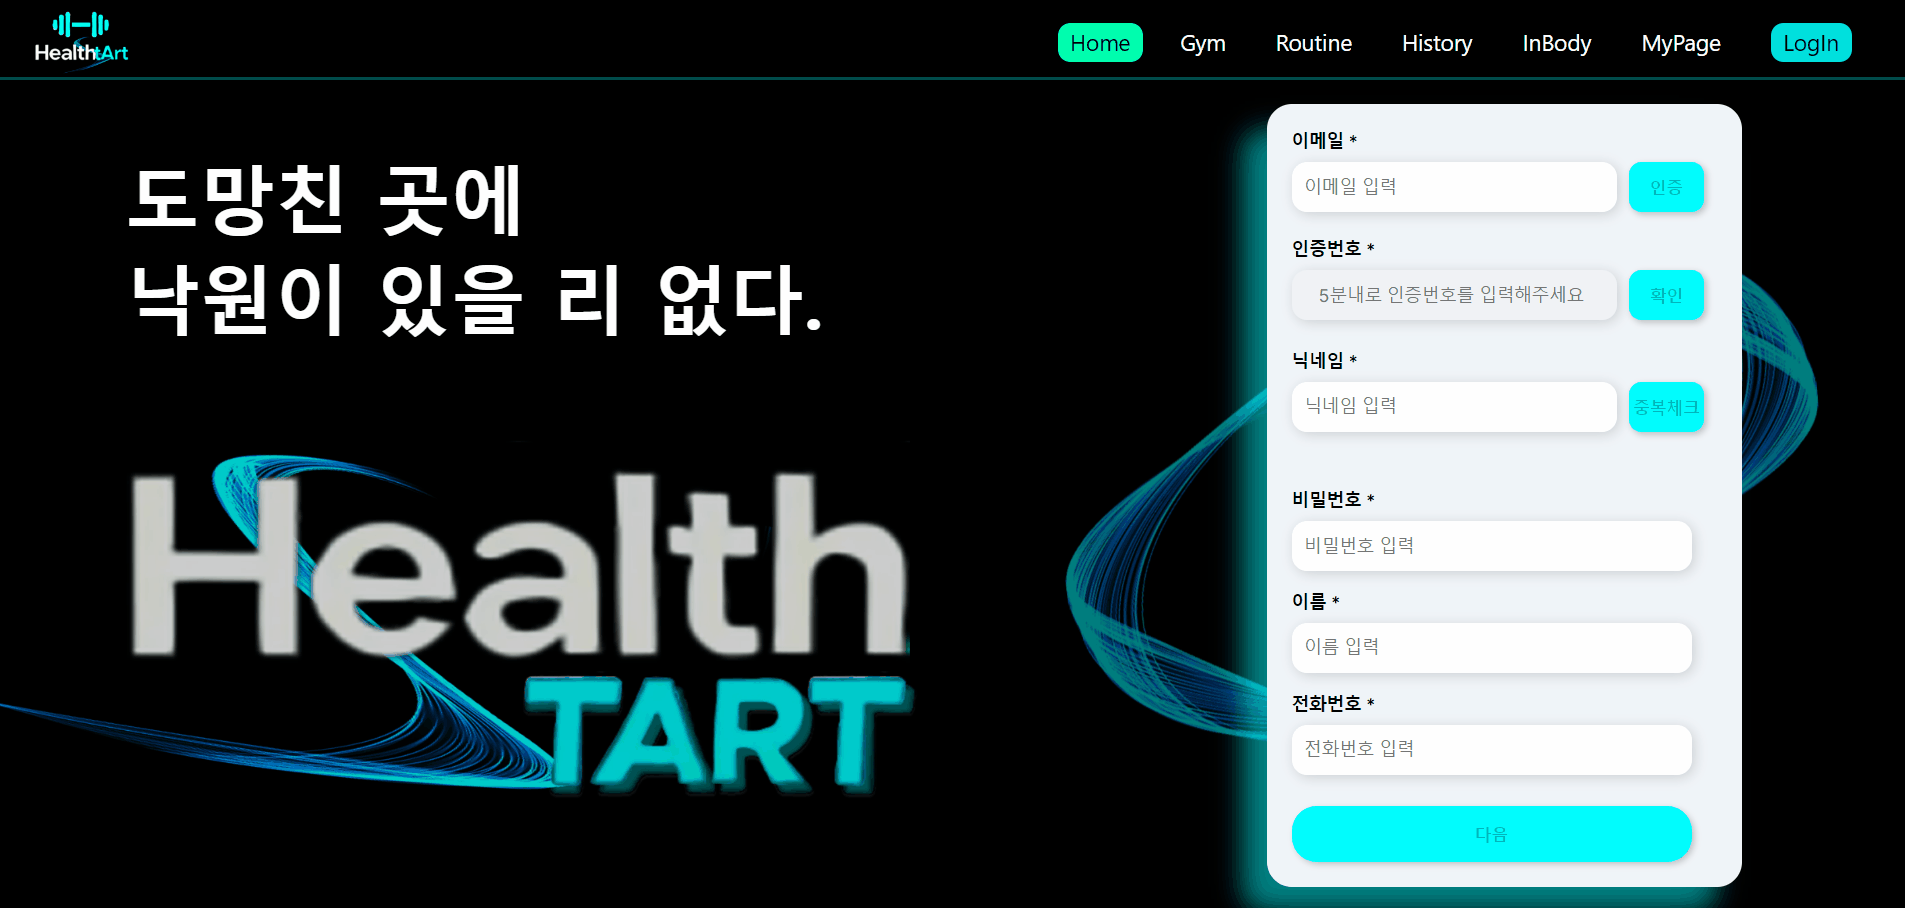 HealthtArt
Home Gym Routine History InBody MyPage LogIn
도망친 곳에
낙원이 있을 리 없다.
Health
TART
이메일 *
이메일 입력 인증
인증번호 *
5분내로 인증번호를 입력해주세요 확인
닉네임 *
닉네임 입력 중복체크
비밀번호 *
비밀번호 입력
이름 *
이름 입력
전화번호 *
전화번호 입력
다음